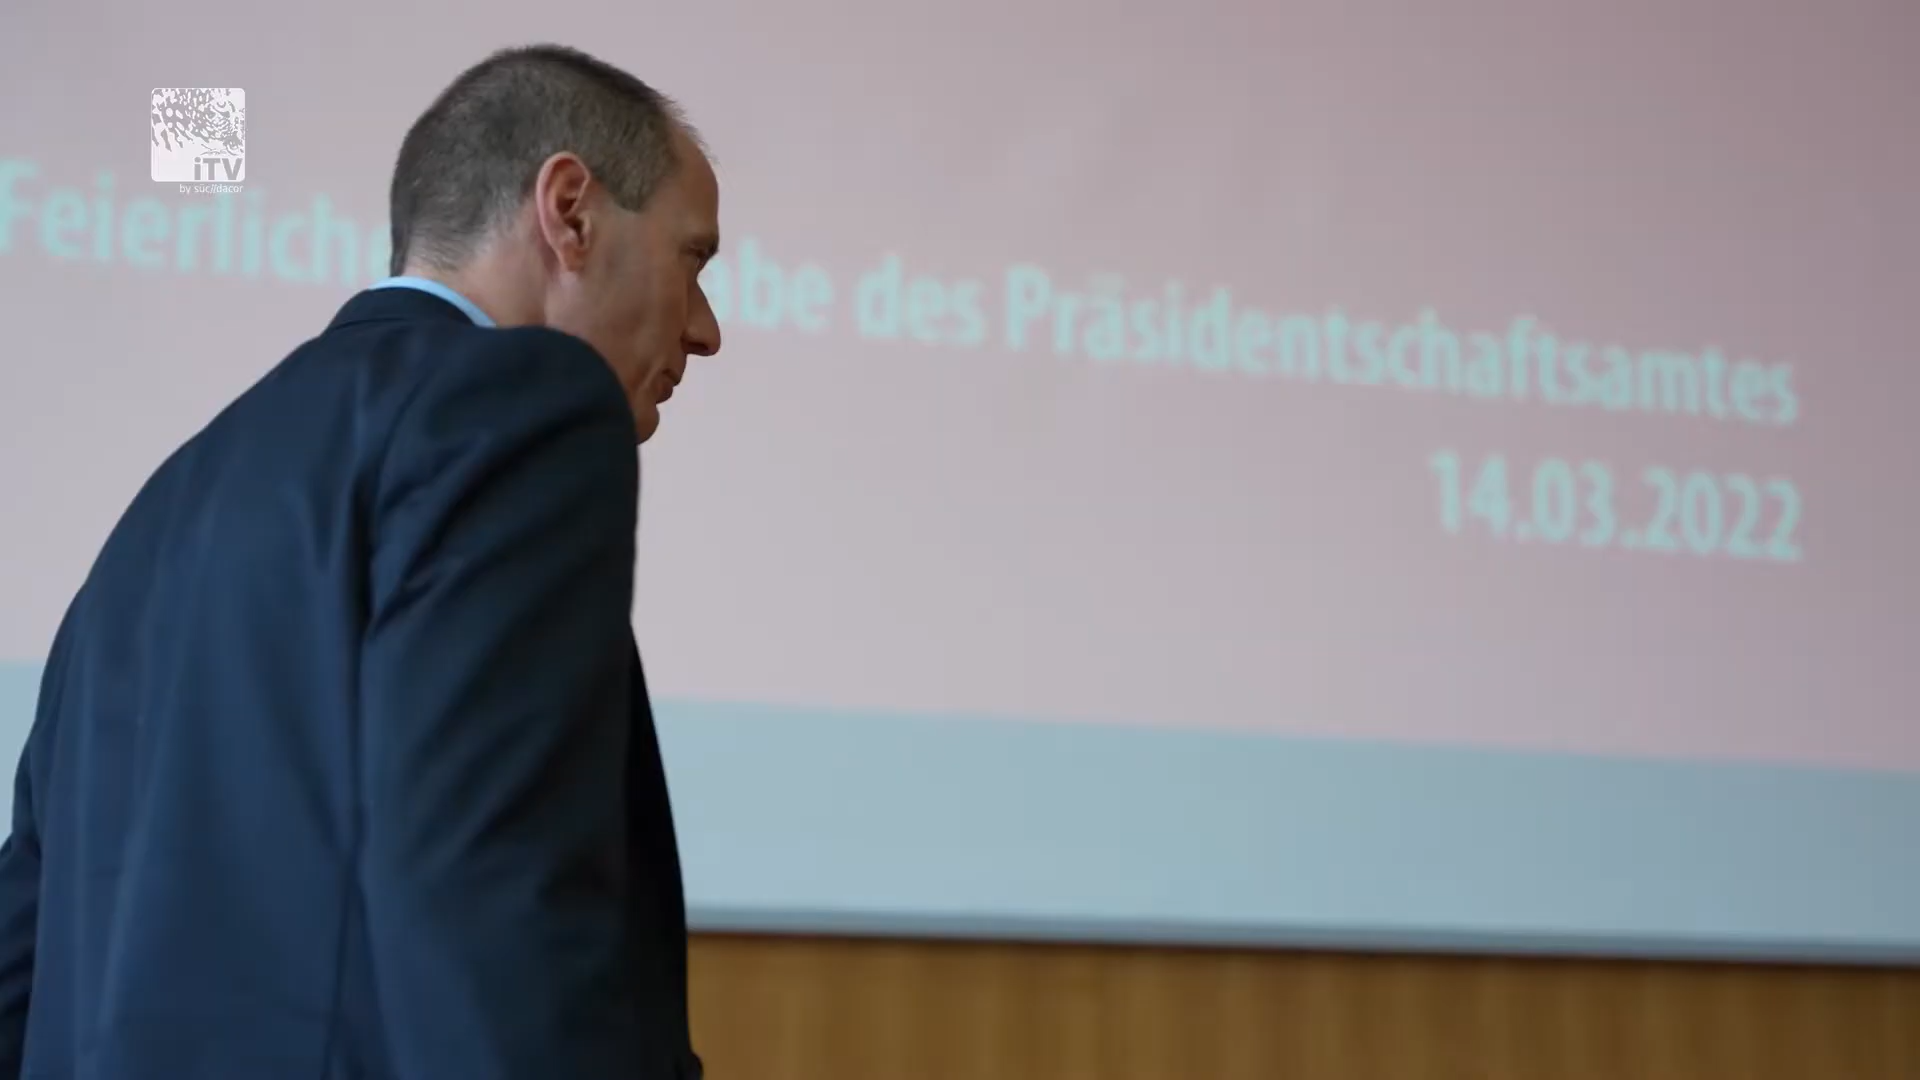 iTV
by süc//dacor
Feierliche abe des Präsidentschaftsamtes
14.03.2022